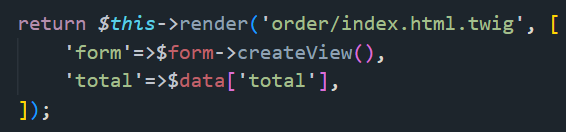 return $this->render('order/index.html.twig', [
    'form'=>$form->createView(),
    'total'=>$data['total'],
]);